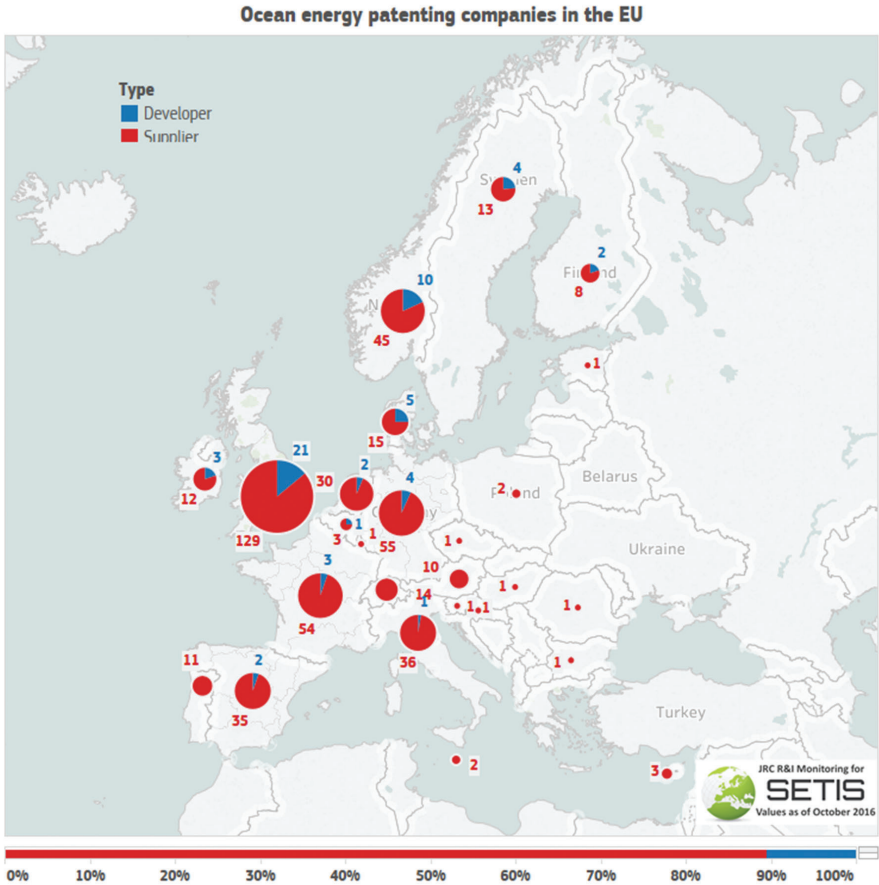 Ocean energy patenting companies in the EU
Type
Developer
Supplier
4
Sweden
13
2
Finland
8
10
N
45
1
5
15
3
12
21
129
2
30
4
y
55
1
3
1
2
Poland
Belarus
Ukraine
1
3
54
10
14
1
1
1
1
1
36
1
11
2
35
Turkey
2
3
JRC R&I Monitoring for
SETIS
Values as of October 2016
0% 10% 20% 30% 40% 50% 60% 70% 80% 90% 100%